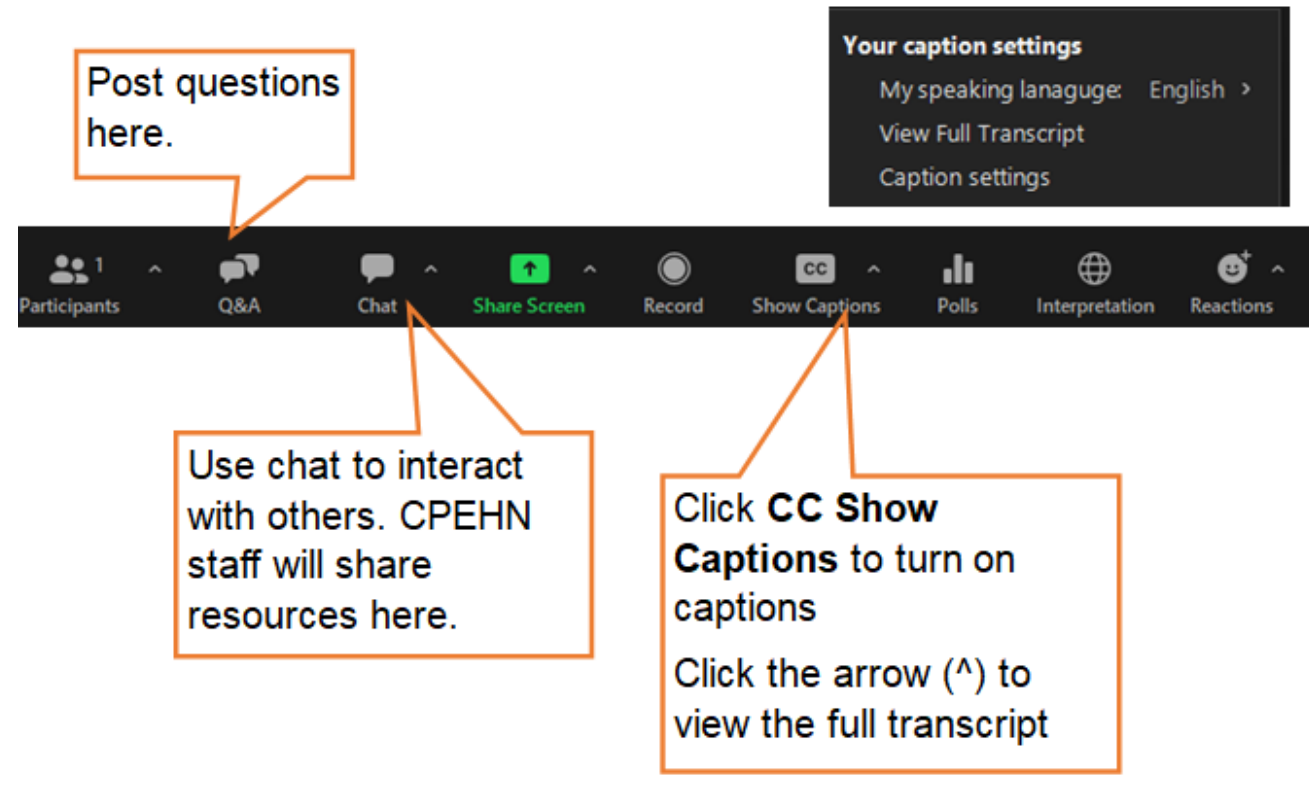 Your caption settings
My speaking lanaguge: English >
View Full Transcript
Caption settings
Post questions
here.
1
Participants
Q&A
Chat
Share Screen
Record
CC
Show Captions
Polls
Interpretation
Reactions
Use chat to interact
with others. CPEHN
staff will share
resources here.
Click CC Show
Captions to turn on
captions
Click the arrow (^) to
view the full transcript